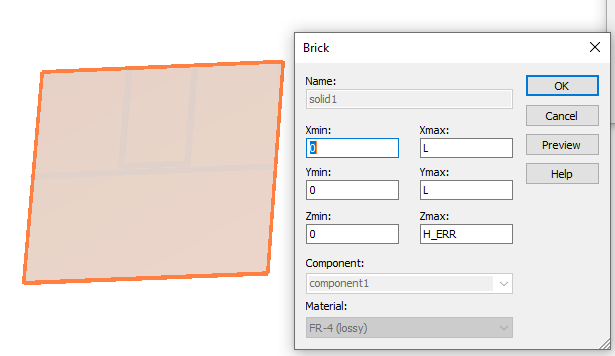 Brick
Name:
solid1
OK
Cancel
Xmin:
Xmax:
0
L
Preview
Ymin:
Ymax:
Help
0
L
Zmin:
Zmax:
0
H_ERR
Component:
component1
Material:
FR-4 (lossy)